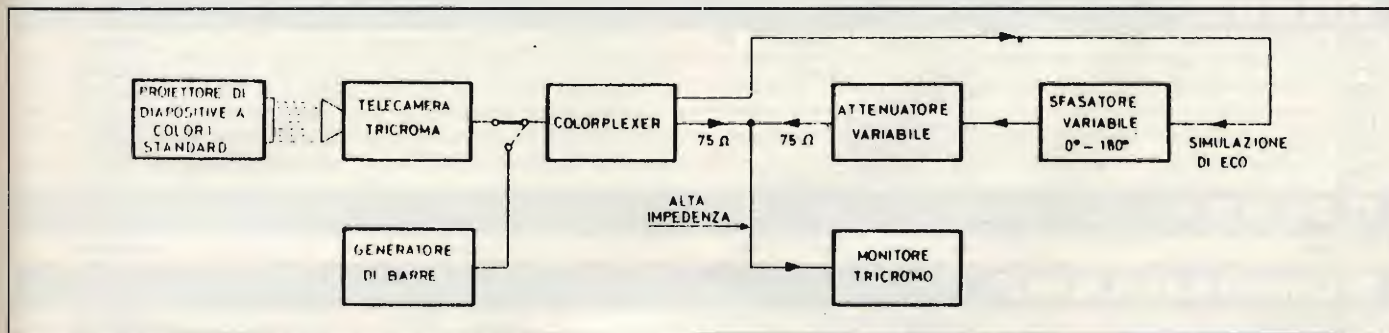 PROIETTORE DI
DIAPOSITIVE A
COLORI
STANDARD
TELECAMERA
TRICROMA
COLORPLEXER
75 Ω
75 Ω
ATTENUATORE
VARIABILE
SFASATORE
VARIABILE
0° – 180°
SIMULAZIONE
DI ECO
ALTA
IMPEDENZA
GENERATORE
DI BARRE
MONITORE
TRICROMO